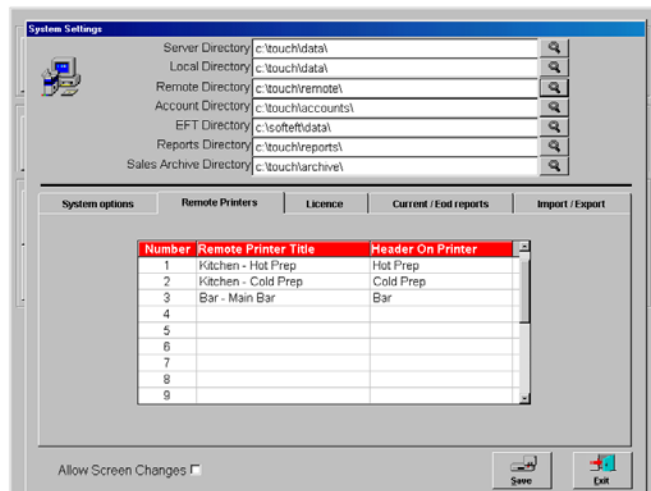 System Settings
Server Directory c:\touch\data\
Local Directory c:\touch\data\
Remote Directory c:\touch\remote\
Account Directory c:\touch\accounts\
EFT Directory c:\softeft\data\
Reports Directory c:\touch\reports\
Sales Archive Directory c:\touch\archive\
System options Remote Printers Licence Current / Eod reports Import / Export
Number Remote Printer Title Header On Printer
1 Kitchen - Hot Prep Hot Prep
2 Kitchen - Cold Prep Cold Prep
3 Bar - Main Bar Bar
4
5
6
7
8
9
Allow Screen Changes
Save Exit